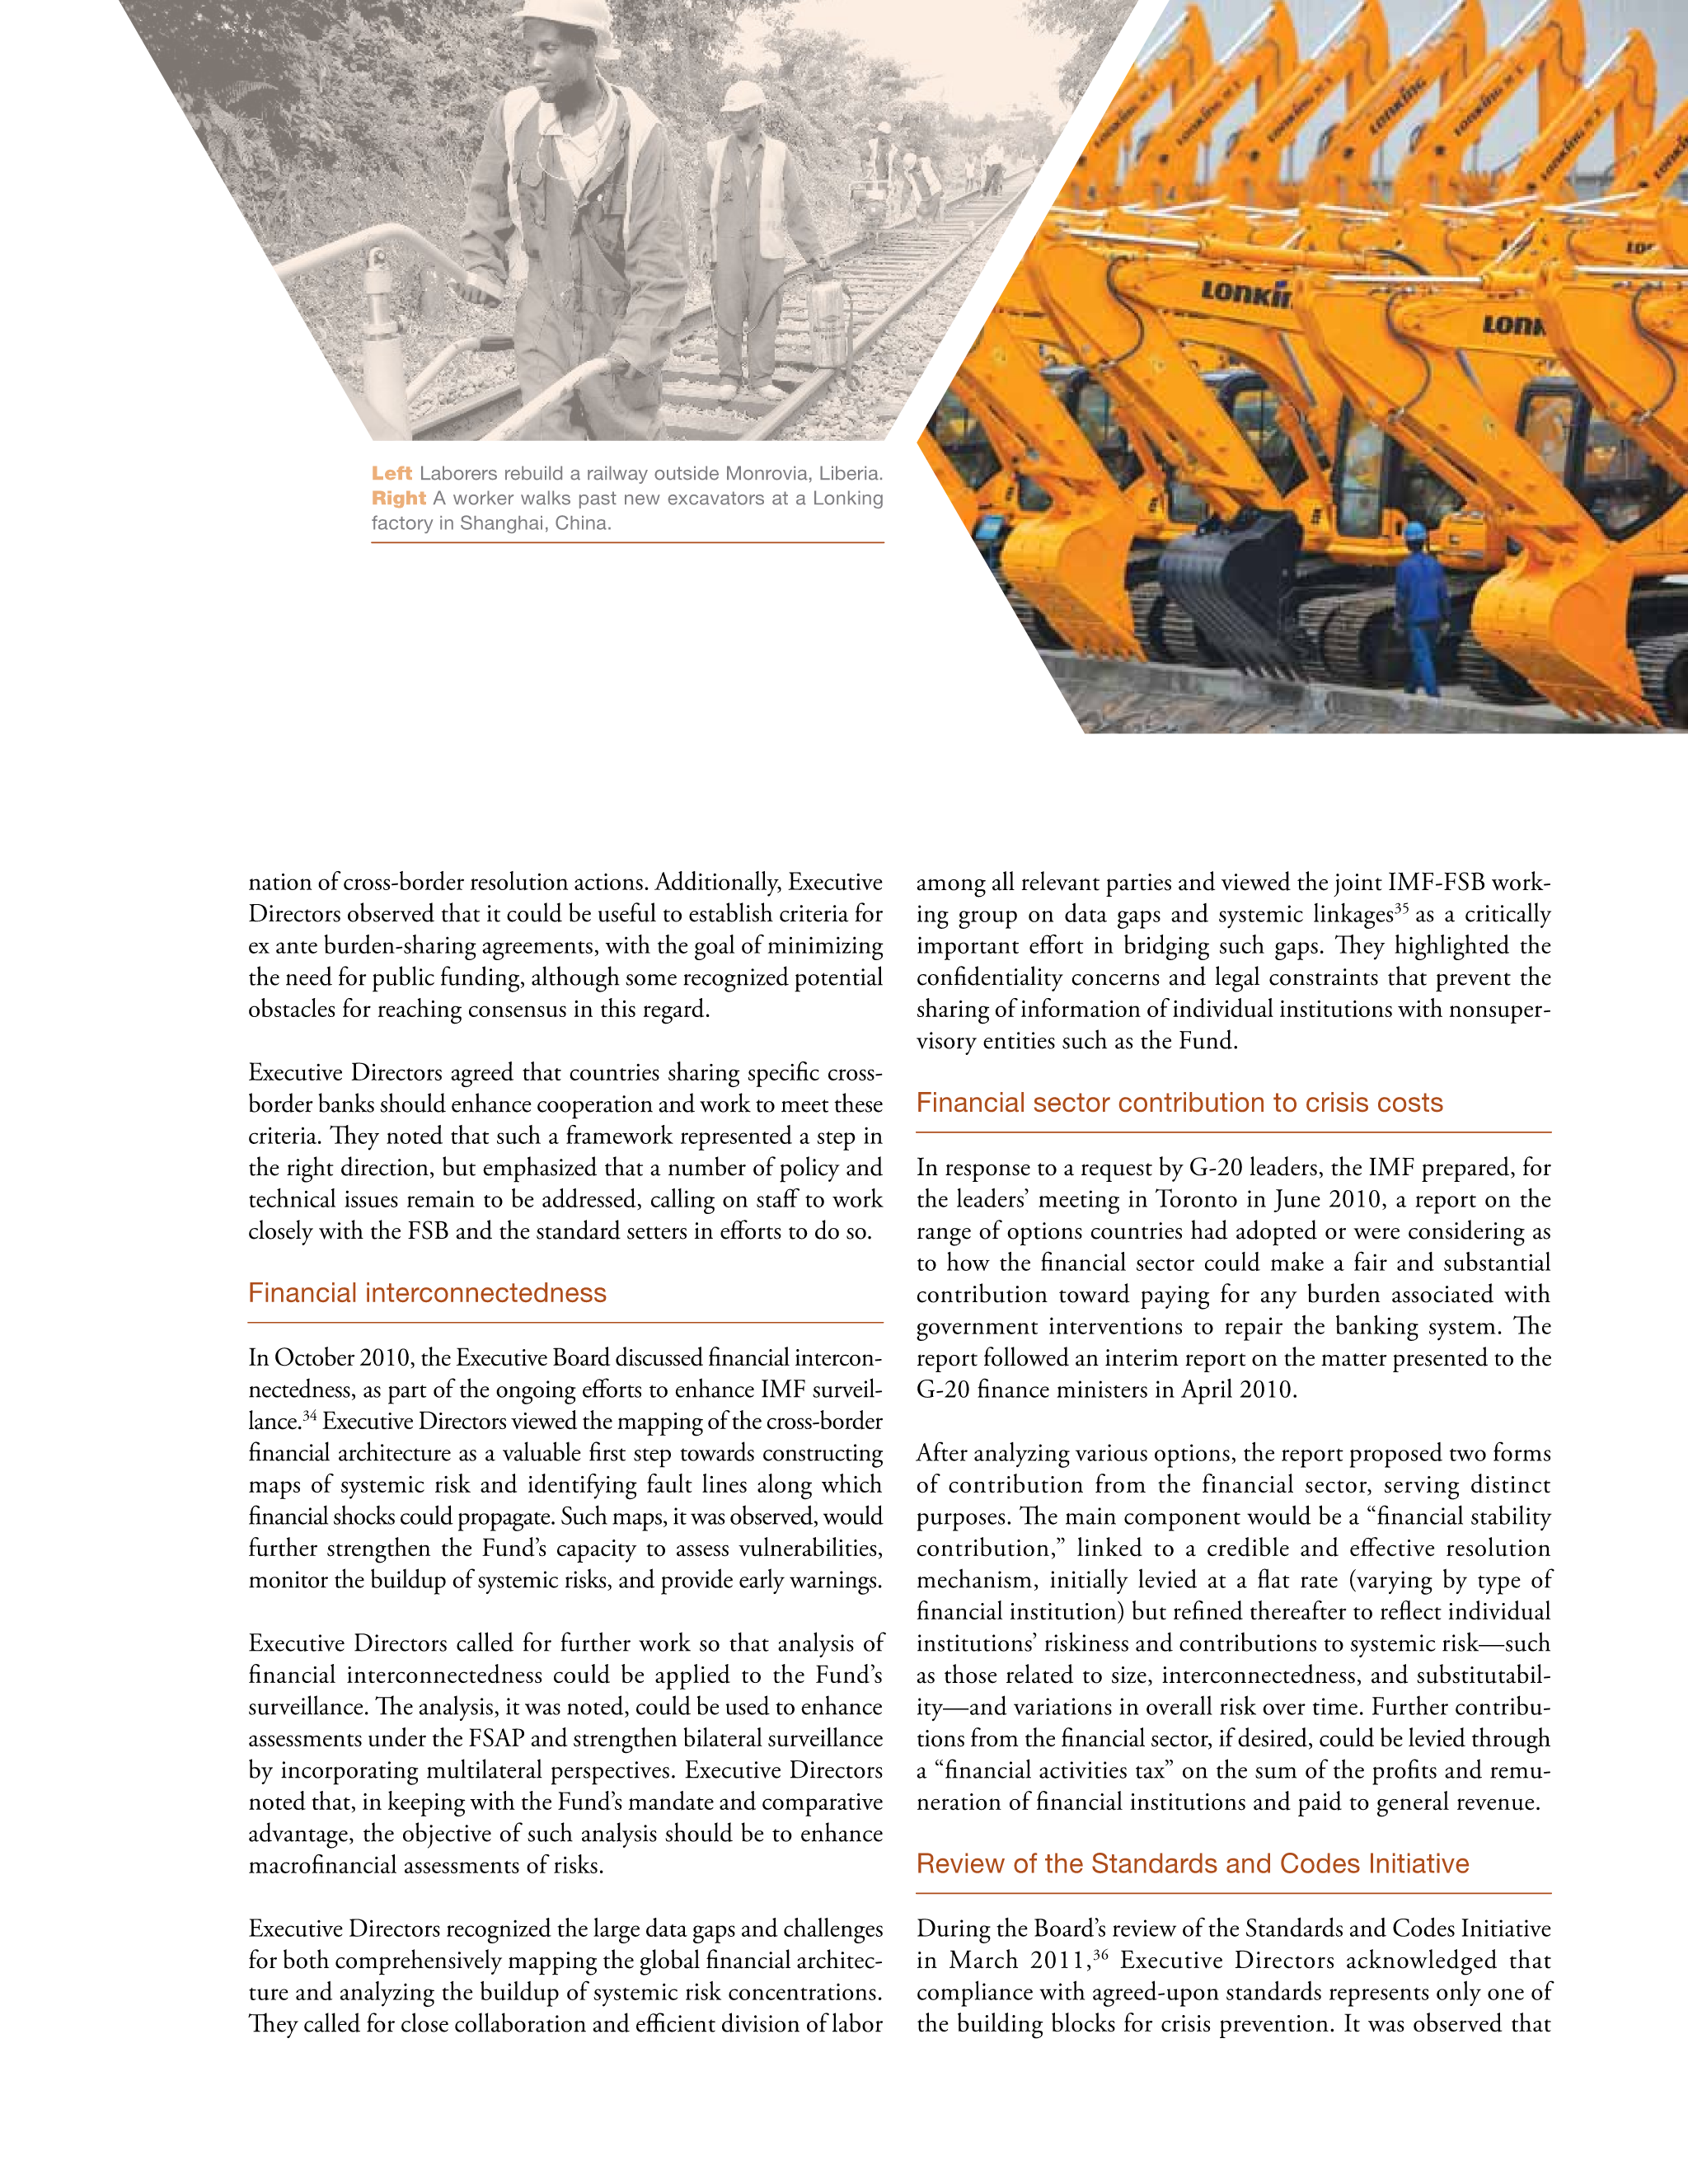 LONKING
LONKING
LONKING
LONKING
LONKING
Left Laborers rebuild a railway outside Monrovia, Liberia.
Right A worker walks past new excavators at a Lonking
factory in Shanghai, China.
nation of cross-border resolution actions. Additionally, Executive
Directors observed that it could be useful to establish criteria for
ex ante burden-sharing agreements, with the goal of minimizing
the need for public funding, although some recognized potential
obstacles for reaching consensus in this regard.
Executive Directors agreed that countries sharing specific cross-
border banks should enhance cooperation and work to meet these
criteria. They noted that such a framework represented a step in
the right direction, but emphasized that a number of policy and
technical issues remain to be addressed, calling on staff to work
closely with the FSB and the standard setters in efforts to do so.
Financial interconnectedness
In October 2010, the Executive Board discussed financial intercon-
nectedness, as part of the ongoing efforts to enhance IMF surveil-
lance.34 Executive Directors viewed the mapping of the cross-border
financial architecture as a valuable first step towards constructing
maps of systemic risk and identifying fault lines along which
financial shocks could propagate. Such maps, it was observed, would
further strengthen the Fund’s capacity to assess vulnerabilities,
monitor the buildup of systemic risks, and provide early warnings.
Executive Directors called for further work so that analysis of
financial interconnectedness could be applied to the Fund’s
surveillance. The analysis, it was noted, could be used to enhance
assessments under the FSAP and strengthen bilateral surveillance
by incorporating multilateral perspectives. Executive Directors
noted that, in keeping with the Fund’s mandate and comparative
advantage, the objective of such analysis should be to enhance
macrofinancial assessments of risks.
Executive Directors recognized the large data gaps and challenges
for both comprehensively mapping the global financial architec-
ture and analyzing the buildup of systemic risk concentrations.
They called for close collaboration and efficient division of labor
among all relevant parties and viewed the joint IMF-FSB work-
ing group on data gaps and systemic linkages35 as a critically
important effort in bridging such gaps. They highlighted the
confidentiality concerns and legal constraints that prevent the
sharing of information of individual institutions with nonsuper-
visory entities such as the Fund.
Financial sector contribution to crisis costs
In response to a request by G-20 leaders, the IMF prepared, for
the leaders’ meeting in Toronto in June 2010, a report on the
range of options countries had adopted or were considering as
to how the financial sector could make a fair and substantial
contribution toward paying for any burden associated with
government interventions to repair the banking system. The
report followed an interim report on the matter presented to the
G-20 finance ministers in April 2010.
After analyzing various options, the report proposed two forms
of contribution from the financial sector, serving distinct
purposes. The main component would be a “financial stability
contribution,” linked to a credible and effective resolution
mechanism, initially levied at a flat rate (varying by type of
financial institution) but refined thereafter to reflect individual
institutions’ riskiness and contributions to systemic risk—such
as those related to size, interconnectedness, and substitutabil-
ity—and variations in overall risk over time. Further contribu-
tions from the financial sector, if desired, could be levied through
a “financial activities tax” on the sum of the profits and remu-
neration of financial institutions and paid to general revenue.
Review of the Standards and Codes Initiative
During the Board’s review of the Standards and Codes Initiative
in March 2011,36 Executive Directors acknowledged that
compliance with agreed-upon standards represents only one of
the building blocks for crisis prevention. It was observed that